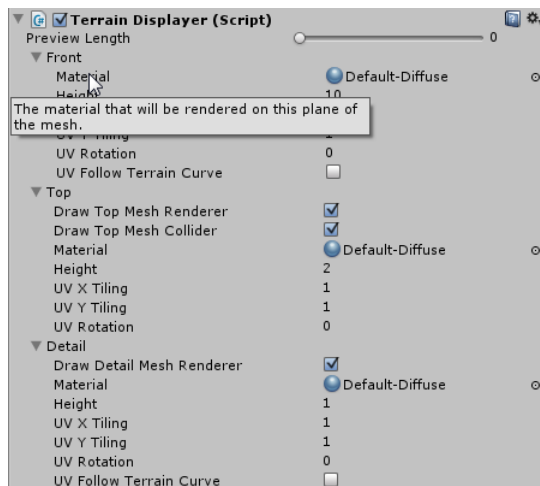 Terrain Displayer (Script)
Preview Length 0
Front
Material Default-Diffuse
Height 10
The material that will be rendered on this plane of
the mesh.
UV Y Tiling 1
UV Rotation 0
UV Follow Terrain Curve
Top
Draw Top Mesh Renderer
Draw Top Mesh Collider
Material Default-Diffuse
Height 2
UV X Tiling 1
UV Y Tiling 1
UV Rotation 0
Detail
Draw Detail Mesh Renderer
Material Default-Diffuse
Height 1
UV X Tiling 1
UV Y Tiling 1
UV Rotation 0
UV Follow Terrain Curve